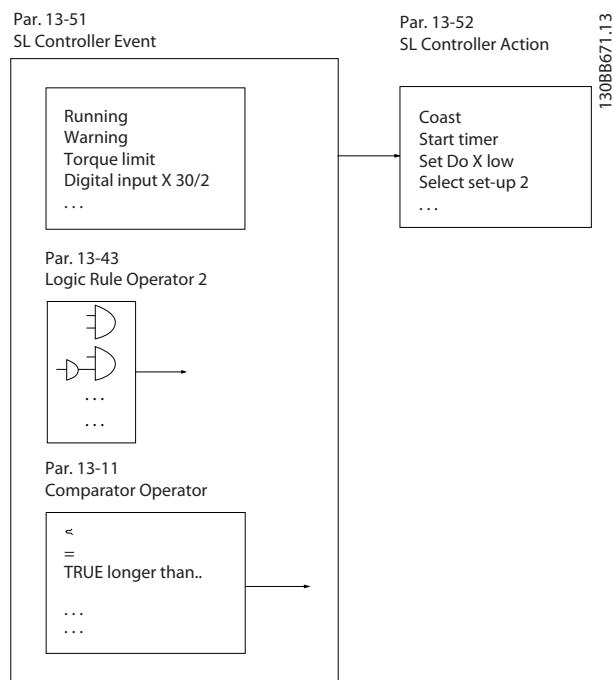 Par. 13-51
SL Controller Event
Par. 13-52
SL Controller Action
130BB671.13
Running
Warning
Torque limit
Digital input X 30/2
. . .
Coast
Start timer
Set Do X low
Select set-up 2
. . .
Par. 13-43
Logic Rule Operator 2
. . .
. . .
Par. 13-11
Comparator Operator
<
=
TRUE longer than..
. . .
. . .